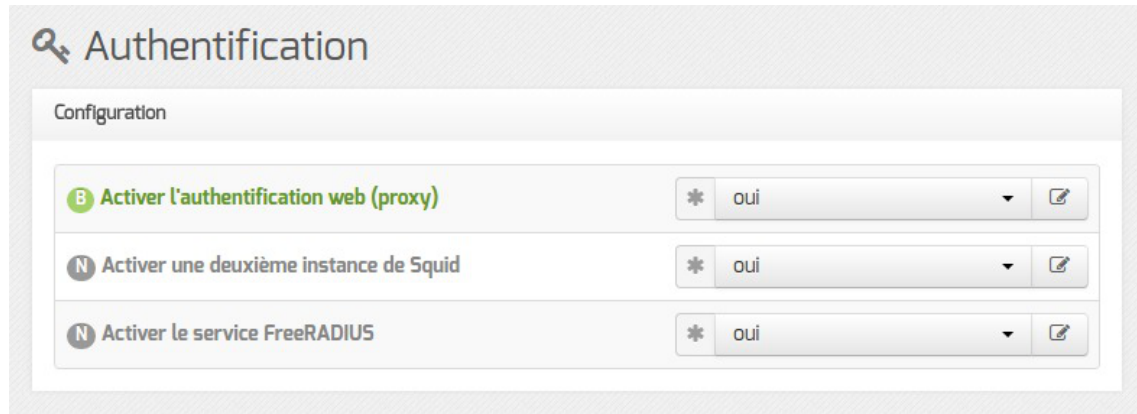 Authentification
Configuration
B Activer l'authentification web (proxy) * oui
N Activer une deuxième instance de Squid * oui
N Activer le service FreeRADIUS * oui